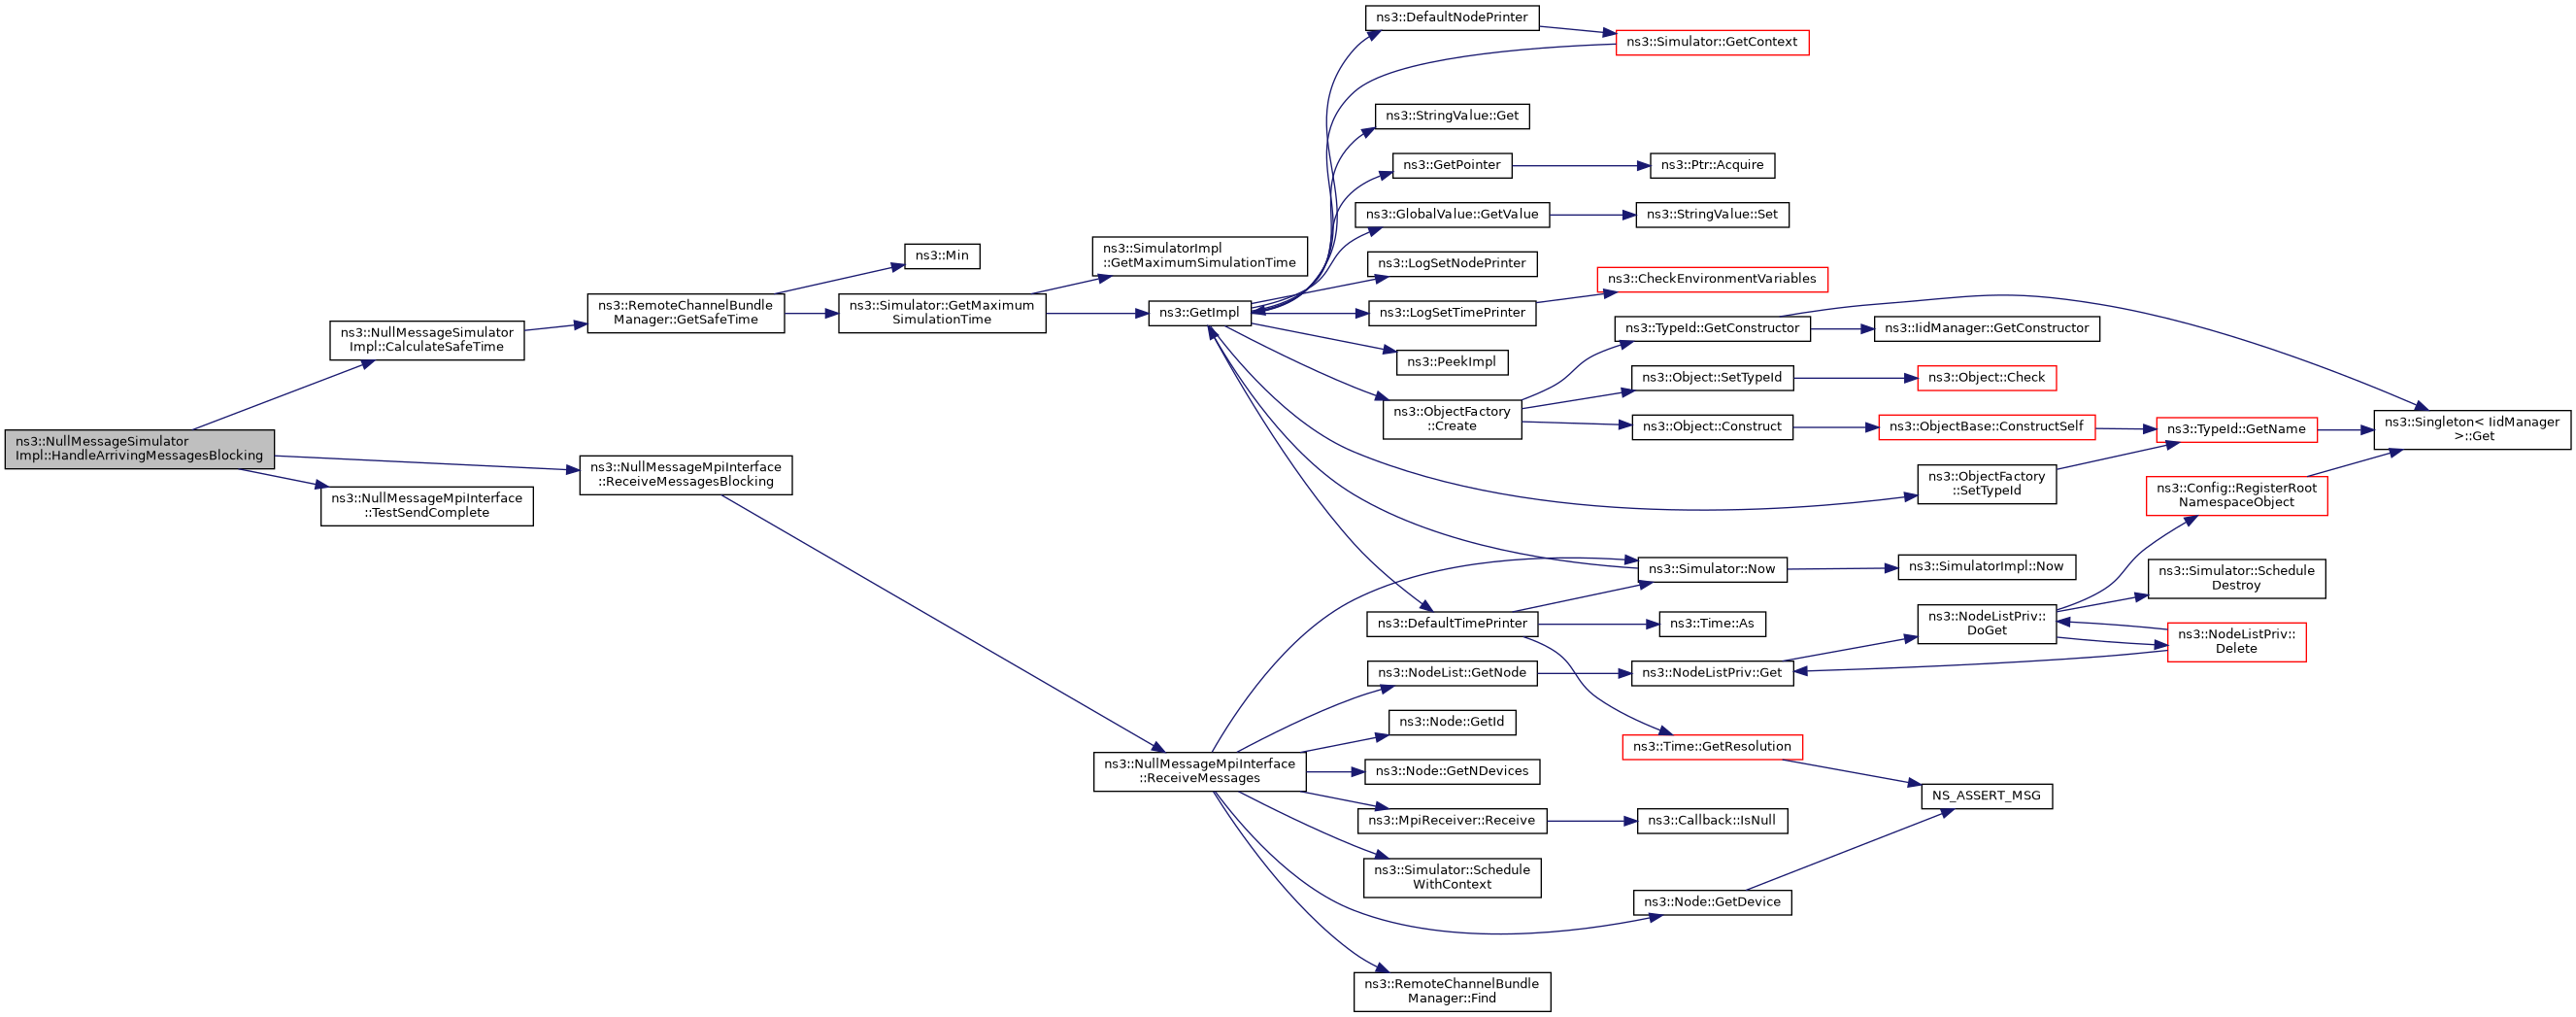 ns3::NullMessageSimulator
Impl::HandleArrivingMessagesBlocking
ns3::NullMessageSimulator
Impl::CalculateSafeTime
ns3::NullMessageMpiInterface
::TestSendComplete
ns3::RemoteChannelBundle
Manager::GetSafeTime
ns3::NullMessageMpiInterface
::ReceiveMessagesBlocking
ns3::Min
ns3::Simulator::GetMaximum
SimulationTime
ns3::SimulatorImpl
::GetMaximumSimulationTime
ns3::GetImpl
ns3::NullMessageMpiInterface
::ReceiveMessages
ns3::DefaultNodePrinter
ns3::StringValue::Get
ns3::GetPointer
ns3::GlobalValue::GetValue
ns3::LogSetNodePrinter
ns3::LogSetTimePrinter
ns3::PeekImpl
ns3::ObjectFactory
::Create
ns3::DefaultTimePrinter
ns3::NodeList::GetNode
ns3::Node::GetId
ns3::Node::GetNDevices
ns3::MpiReceiver::Receive
ns3::Simulator::Schedule
WithContext
ns3::RemoteChannelBundle
Manager::Find
ns3::Simulator::GetContext
ns3::Ptr::Acquire
ns3::StringValue::Set
ns3::CheckEnvironmentVariables
ns3::TypeId::GetConstructor
ns3::Object::SetTypeId
ns3::Object::Construct
ns3::Simulator::Now
ns3::Time::As
ns3::NodeListPriv::Get
ns3::Time::GetResolution
ns3::Callback::IsNull
ns3::Node::GetDevice
ns3::IidManager::GetConstructor
ns3::Object::Check
ns3::ObjectBase::ConstructSelf
ns3::ObjectFactory
::SetTypeId
ns3::SimulatorImpl::Now
ns3::NodeListPriv::
DoGet
NS_ASSERT_MSG
ns3::TypeId::GetName
ns3::Config::RegisterRoot
NamespaceObject
ns3::Simulator::Schedule
Destroy
ns3::NodeListPriv::
Delete
ns3::Singleton< IidManager
>::Get